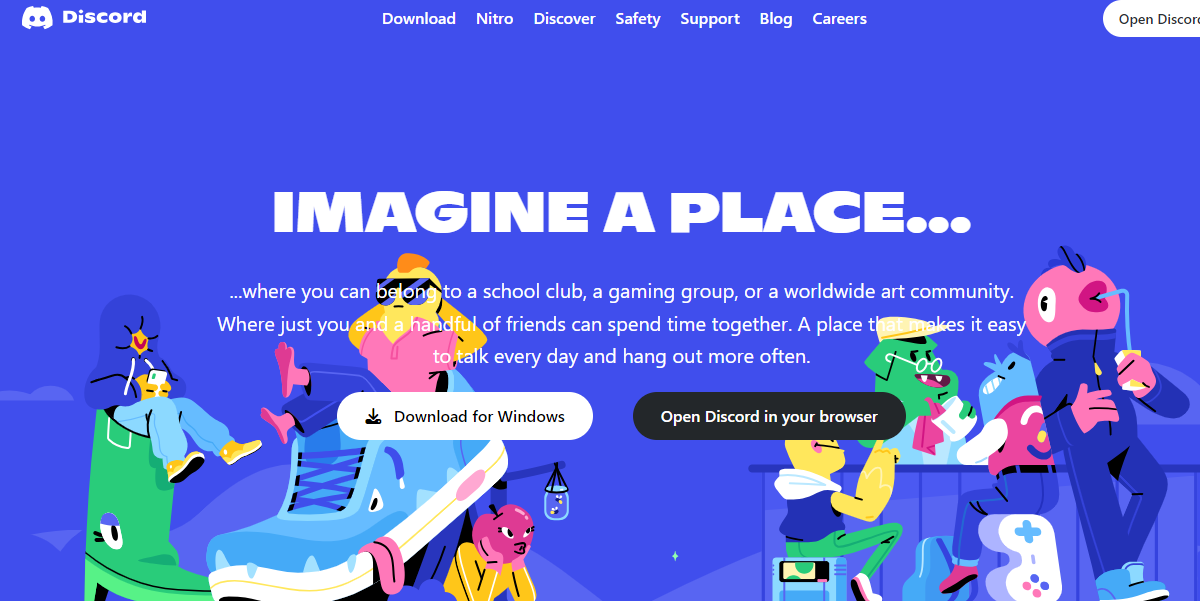 Discord
Download Nitro Discover Safety Support Blog Careers
Open Discord
IMAGINE A PLACE...
...where you can belong to a school club, a gaming group, or a worldwide art community.
Where just you and a handful of friends can spend time together. A place that makes it easy
to talk every day and hang out more often.
Download for Windows
Open Discord in your browser